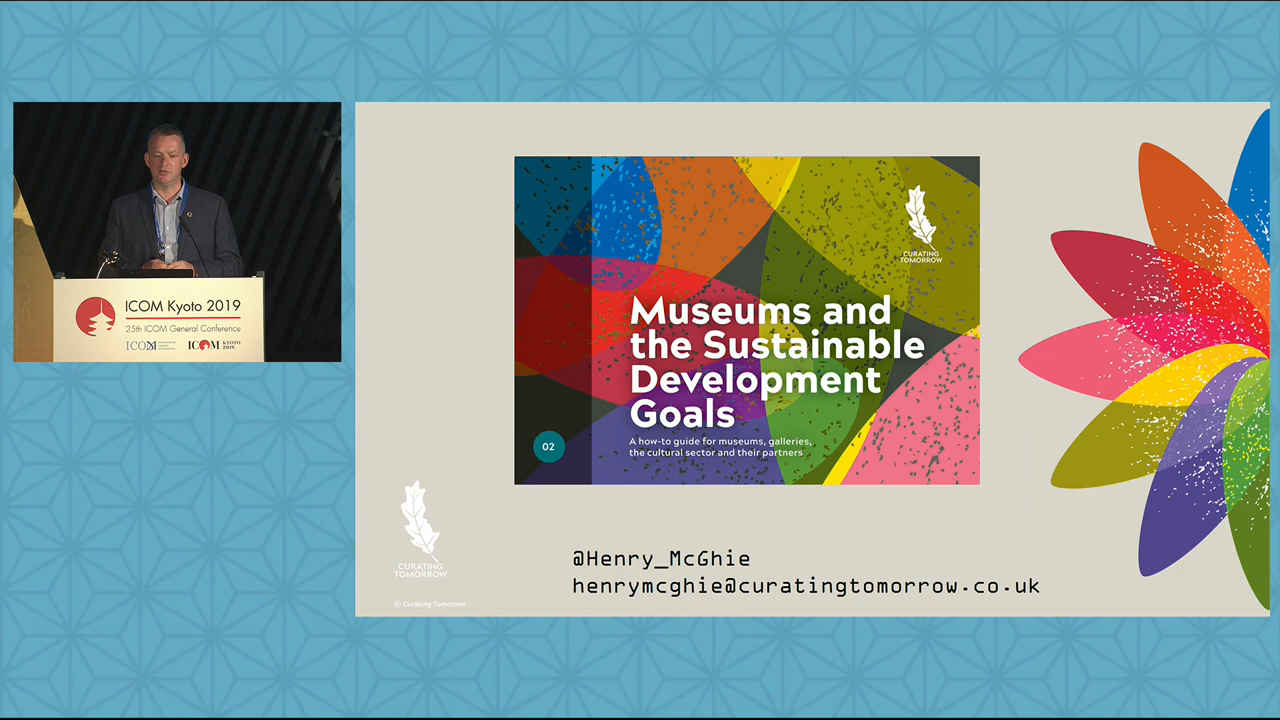 ICOM Kyoto 2019
25th ICOM General Conference
ICOM
ICOM KYOTO
2019
CURATING
TOMORROW
Museums and
the Sustainable
Development
Goals
A how-to guide for museums, galleries,
the cultural sector and their partners
02
CURATING
TOMORROW
© Curating Tomorrow
@Henry_McGhie
henrymcghie@curatingtomorrow.co.uk